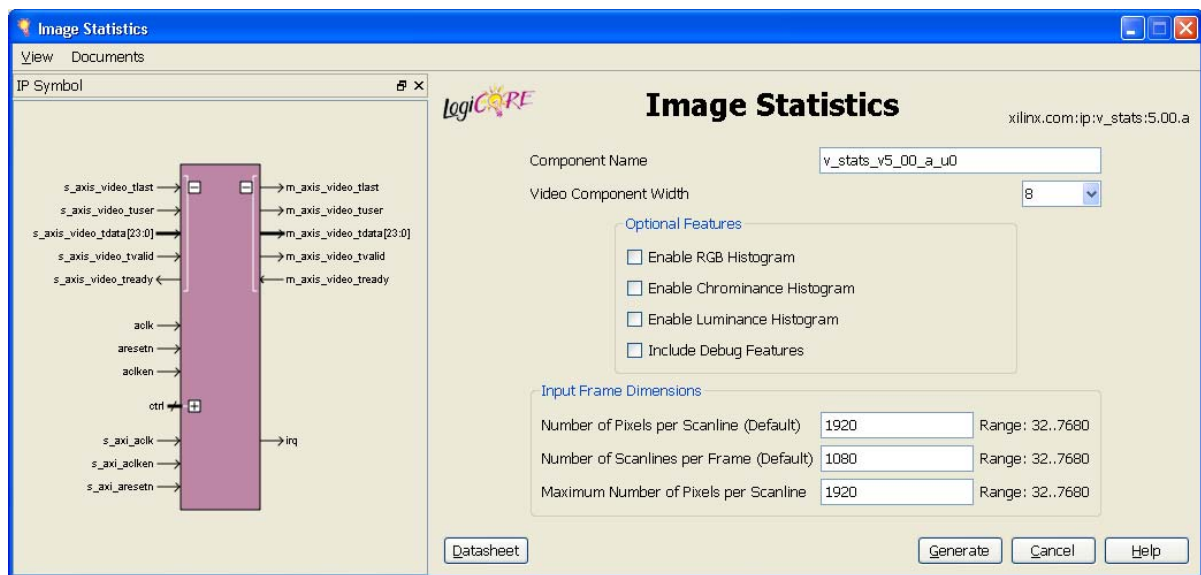 Image Statistics
View Documents
IP Symbol
s_axis_video_tlast
s_axis_video_tuser
s_axis_video_tdata[23:0]
s_axis_video_tvalid
s_axis_video_tready
aclk
aresetn
aclken
ctrl
s_axi_aclk
s_axi_aclken
s_axi_aresetn
m_axis_video_tlast
m_axis_video_tuser
m_axis_video_tdata[23:0]
m_axis_video_tvalid
m_axis_video_tready
irq
LogiCORE
Image Statistics
xilinx.com:ip:v_stats:5.00.a
Component Name v_stats_v5_00_a_u0
Video Component Width 8
Optional Features
Enable RGB Histogram
Enable Chrominance Histogram
Enable Luminance Histogram
Include Debug Features
Input Frame Dimensions
Number of Pixels per Scanline (Default) 1920 Range: 32..7680
Number of Scanlines per Frame (Default) 1080 Range: 32..7680
Maximum Number of Pixels per Scanline 1920 Range: 32..7680
Datasheet Generate Cancel Help